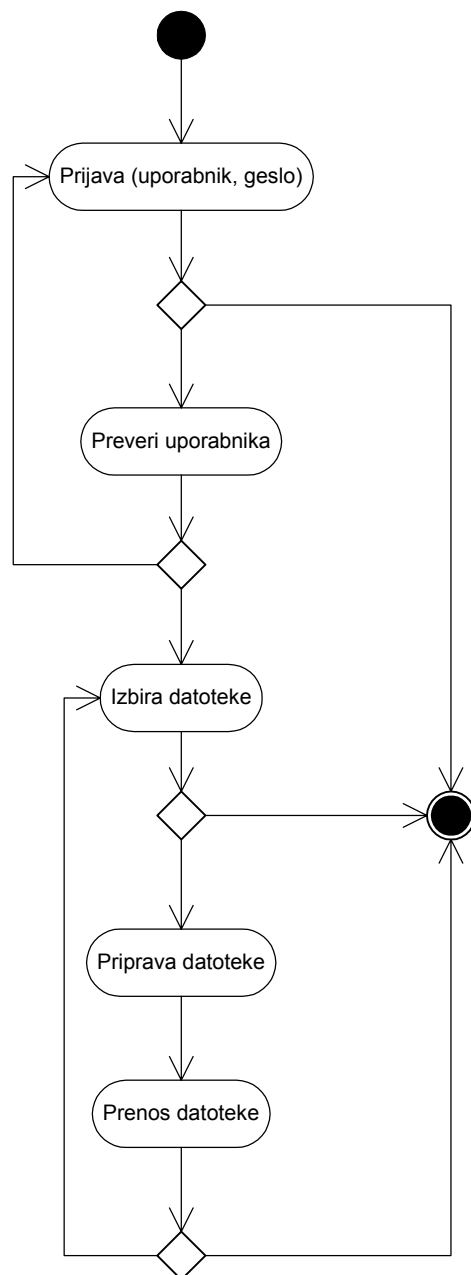 Prijava (uporabnik, geslo)
Preveri uporabnika
Izbira datoteke
Priprava datoteke
Prenos datoteke